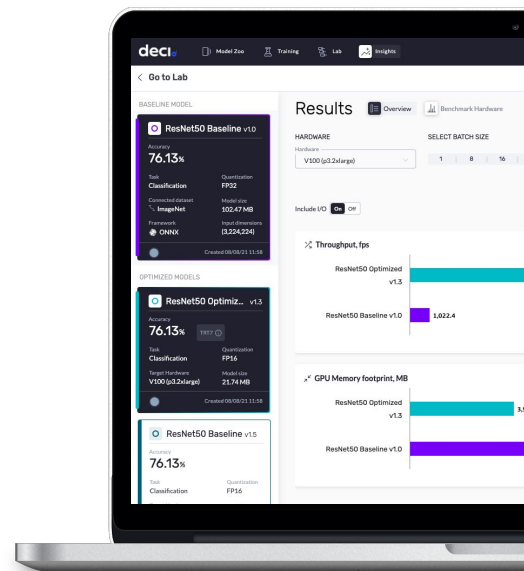 deci.
Model Zoo
Training
Lab
Insights
< Go to Lab
BASELINE MODEL
ResNet50 Baseline v1.0
Accuracy
76.13%
Task
Classification
Quantization
FP32
Connected dataset
ImageNet
Model size
102.47 MB
Framework
ONNX
Input dimensions
(3,224,224)
Created 08/08/21 11:58
OPTIMIZED MODELS
ResNet50 Optimiz... v1.3
Accuracy
76.13%
TRT7
Task
Classification
Quantization
FP16
Target Hardware
V100 (p3.2xlarge)
Model size
21.74 MB
Created 08/08/21 11:58
ResNet50 Baseline v1.5
Accuracy
76.13%
Task
Classification
Quantization
FP16
Results
Overview
Benchmark Hardware
HARDWARE
Hardware
V100 (p3.2xlarge)
SELECT BATCH SIZE
1 8 16
Include I/O On Off
Throughput, fps
ResNet50 Optimized
v1.3
ResNet50 Baseline v1.0
1,022.4
GPU Memory footprint, MB
ResNet50 Optimized
v1.3
ResNet50 Baseline v1.0